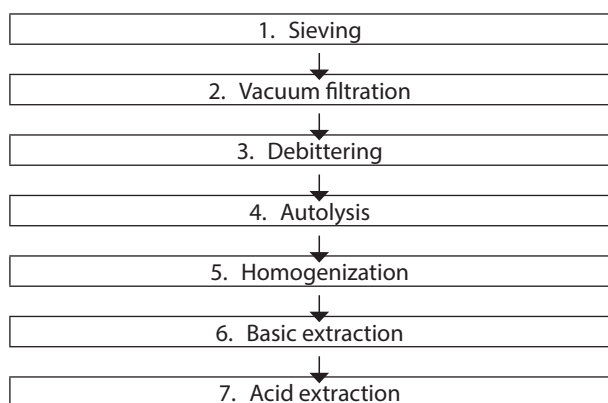 1. Sieving
2. Vacuum filtration
3. Debittering
4. Autolysis
5. Homogenization
6. Basic extraction
7. Acid extraction